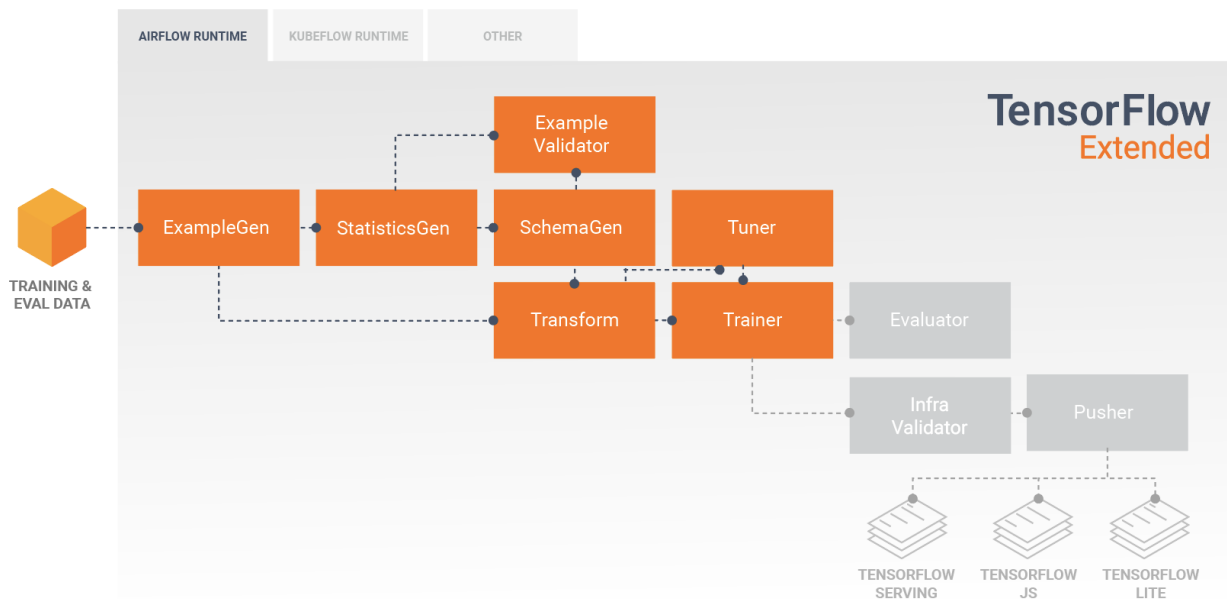 AIRFLOW RUNTIME
KUBEFLOW RUNTIME
OTHER
TensorFlow
Extended
Example
Validator
ExampleGen
StatisticsGen
SchemaGen
Tuner
TRAINING &
EVAL DATA
Transform
Trainer
Evaluator
Infra
Validator
Pusher
TENSORFLOW
SERVING
TENSORFLOW
JS
TENSORFLOW
LITE